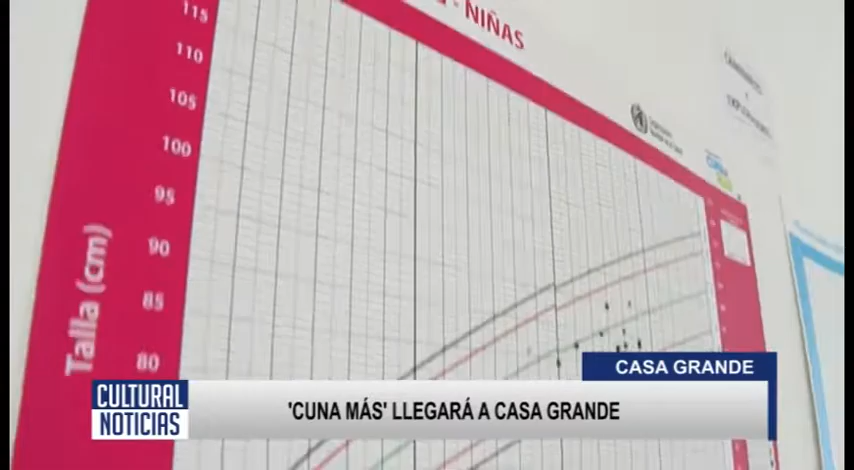 - NIÑAS
115
110
105
100
95
90
85
80
Talla (cm)
CASA GRANDE
CULTURAL
NOTICIAS
'CUNA MÁS' LLEGARÁ A CASA GRANDE